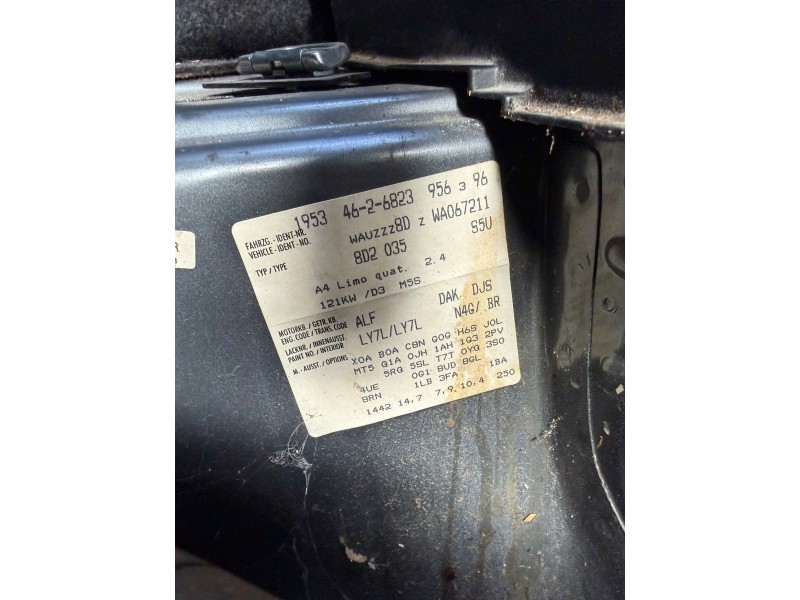 1953 46-2-6823 956 3 96
FAHRZG.-IDENT-NR.
VEHICLE-IDENT-NO. WAUZZZ8D Z WA067211
TYP/TYPE 8D2 035 S5U
A4 Limo quat. 2.4
121KW /D3 M5S
MOTORKB./GETR.KB.
ENG.CODE/TRANS.CODE ALF DAK DJS
LACKNR./INNENAUSST.
PAINT NO./INTERIOR LY7L/LY7L N4G/ BR
M.-AUSST./OPTIONS X0A B0A C8N G0G H6S J0L
MT5 G1A 0JH 1AH 1G3 2PV
5RG 5SL T7T 0YG 3S0
4UE 0G1 8UD 8GL
8RN 1LB 3FA 1BA
1442 14,7 7,9. 10,4 250
R